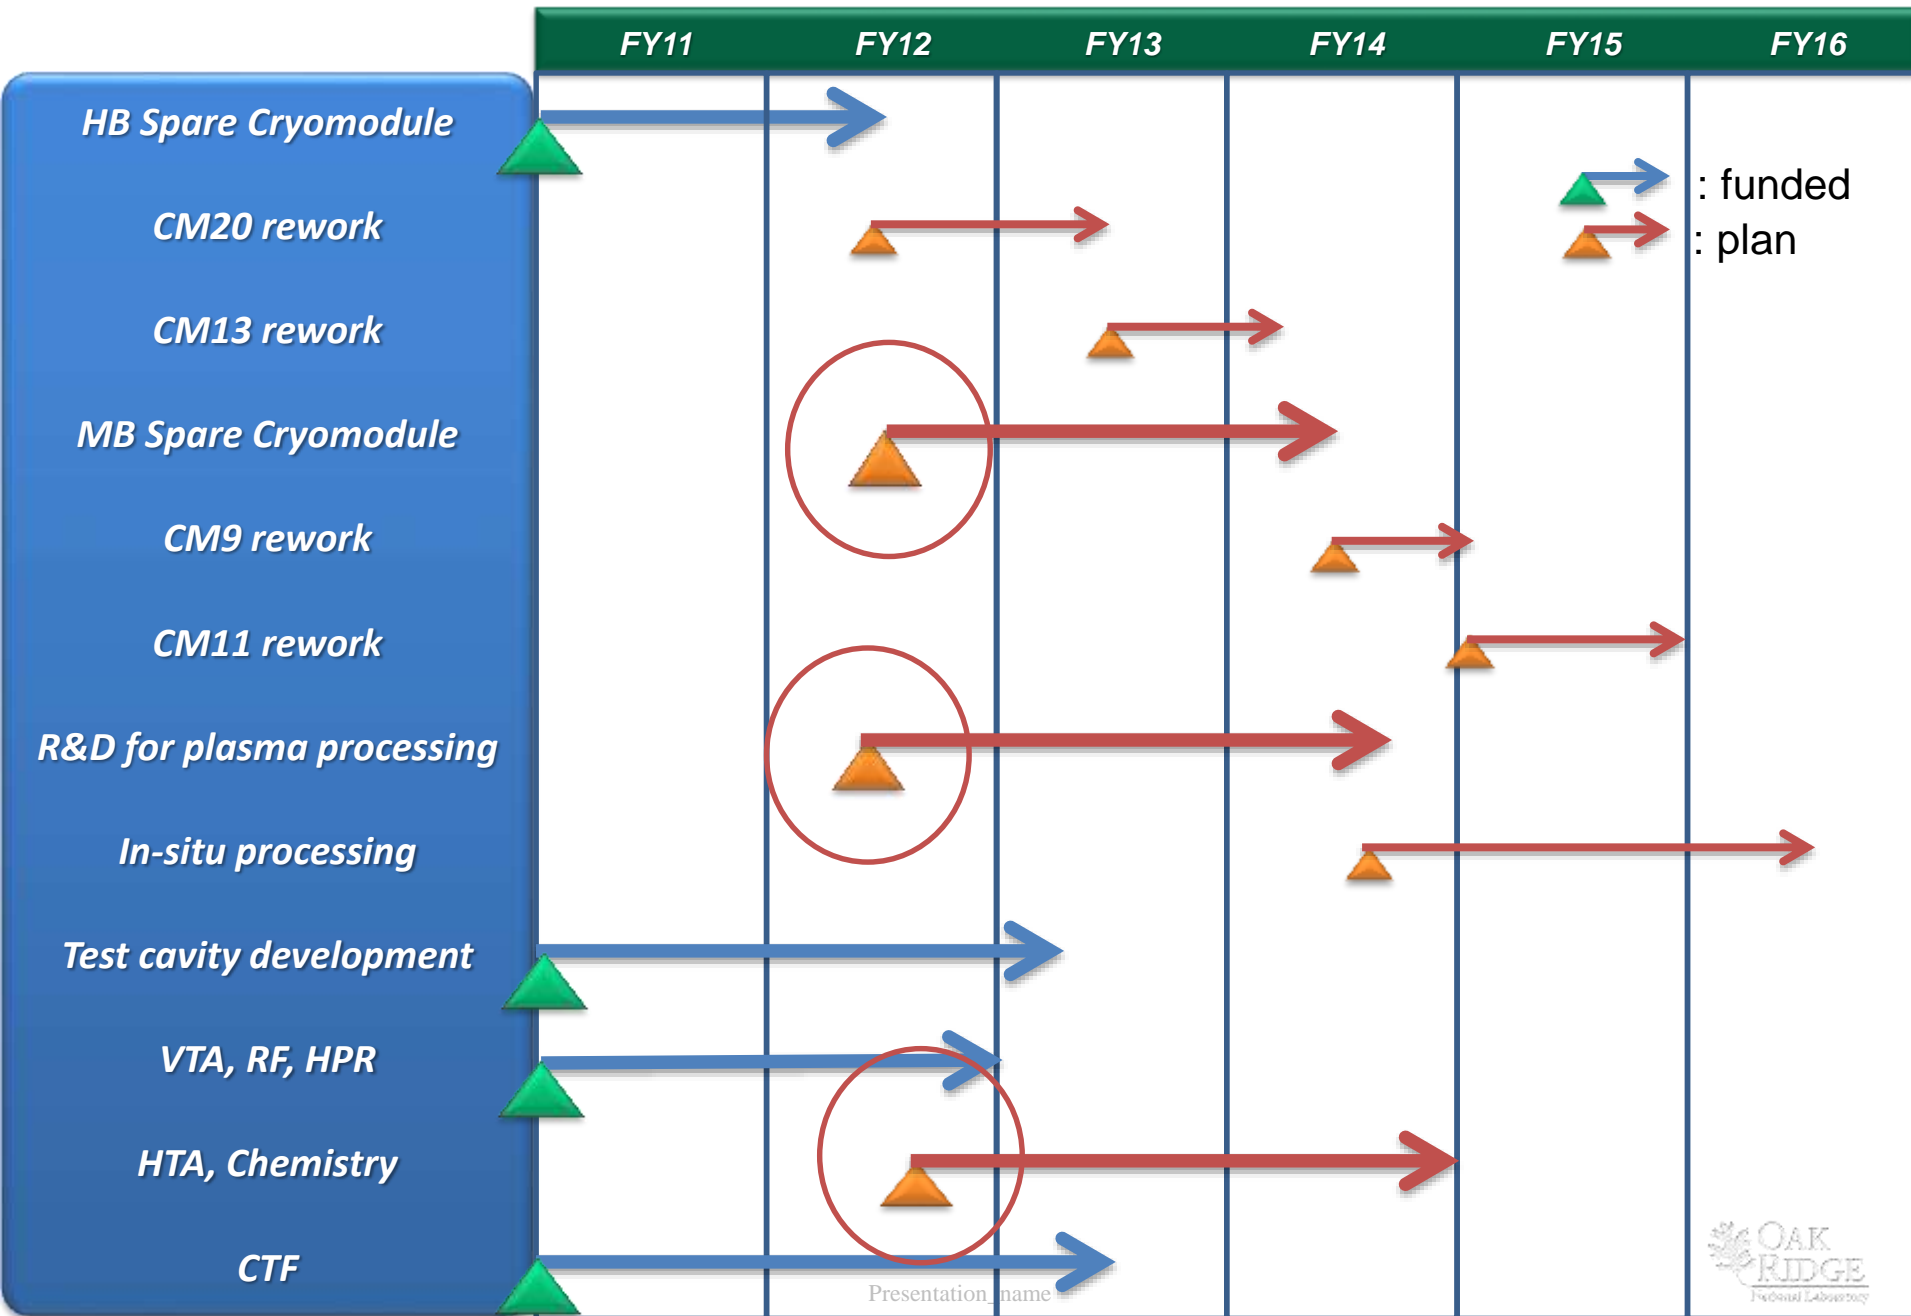 FY11 FY12 FY13 FY14 FY15 FY16
HB Spare Cryomodule
: funded
CM20 rework
: plan
CM13 rework
MB Spare Cryomodule
CM9 rework
CM11 rework
R&D for plasma processing
In-situ processing
Test cavity development
VTA, RF, HPR
HTA, Chemistry
CTF
Presentation_name
OAK
RIDGE
National Laboratory